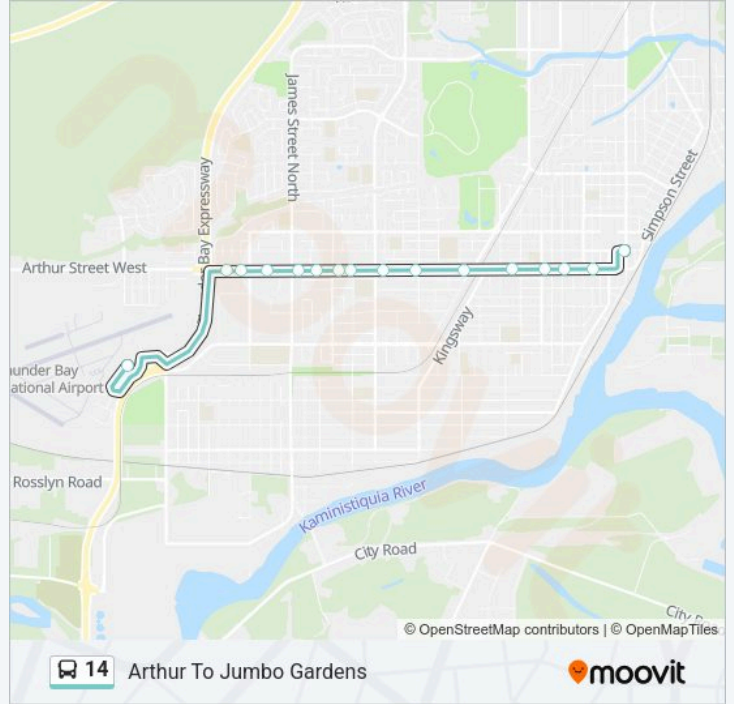 James Street North
Bay Expressway
Simpson Street
Arthur Street West
Kingsway
under Bay
ational Airport
Rosslyn Road
Kaministiquia River
City Road
City
© OpenStreetMap contributors | © OpenMapTiles
14 Arthur To Jumbo Gardens
moovit